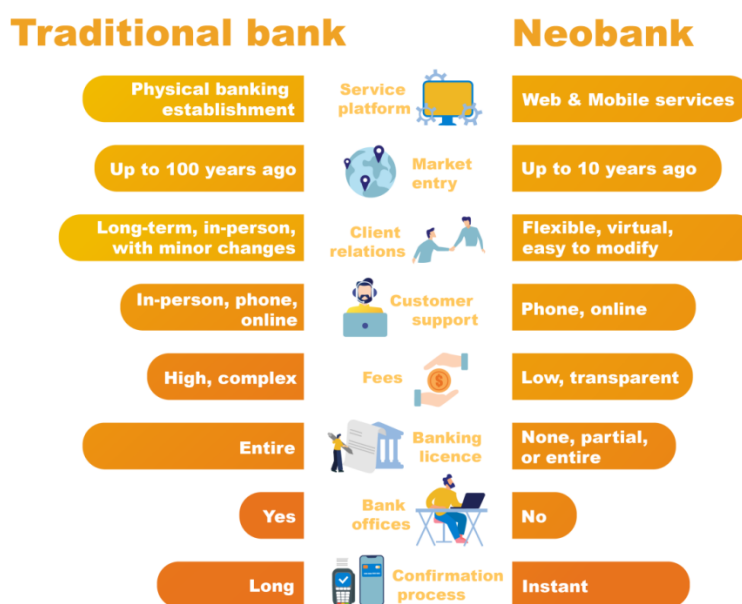 Traditional bank
Neobank
Physical banking
establishment
Service
platform
Web & Mobile services
Up to 100 years ago
Market
entry
Up to 10 years ago
Long-term, in-person,
with minor changes
Client
relations
Flexible, virtual,
easy to modify
In-person, phone,
online
Customer
support
Phone, online
High, complex
Fees
$
Low, transparent
Entire
Banking
licence
None, partial,
or entire
Yes
Bank
offices
No
Long
Confirmation
process
Instant